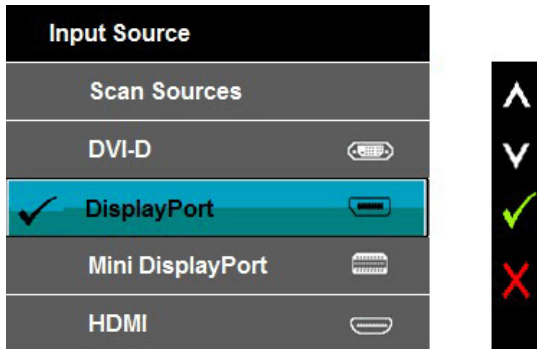 Input Source
Scan Sources
DVI-D
DisplayPort
Mini DisplayPort
HDMI